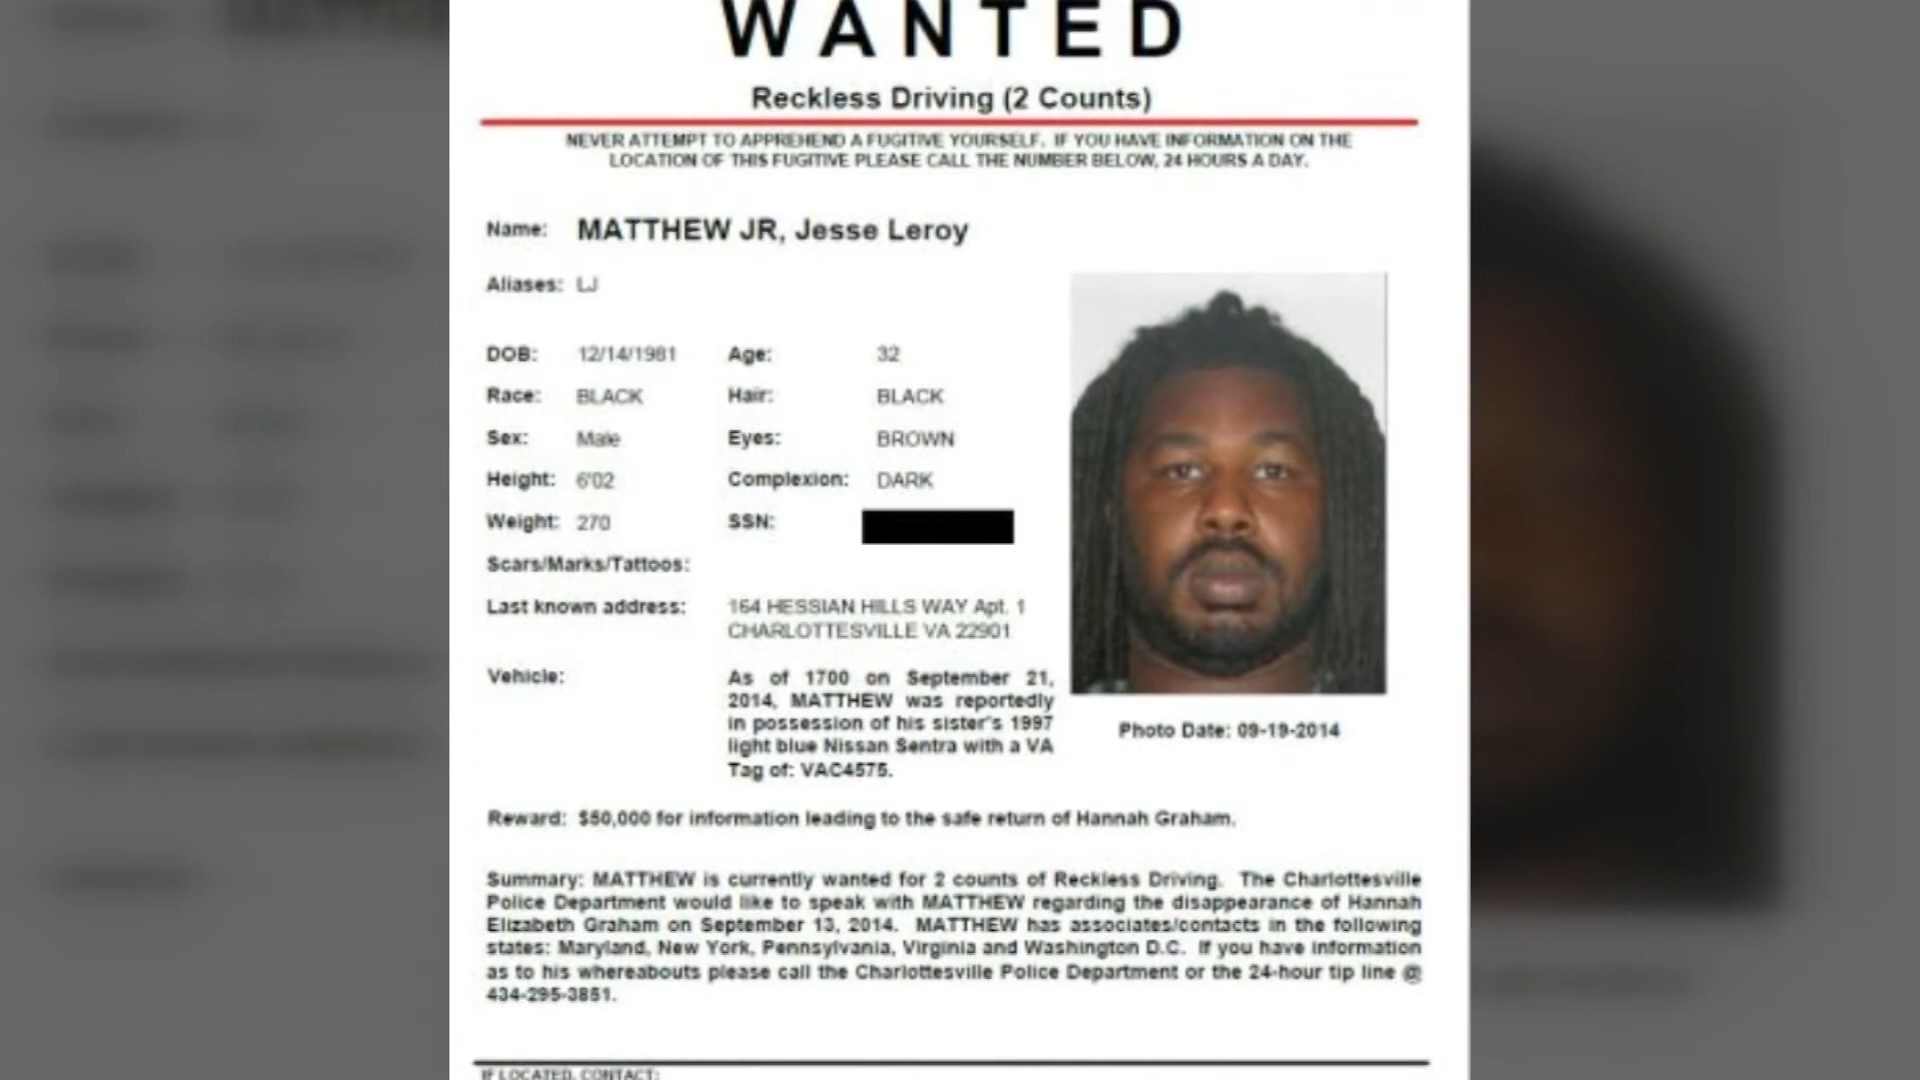 WANTED
Reckless Driving (2 Counts)
NEVER ATTEMPT TO APPREHEND A FUGITIVE YOURSELF. IF YOU HAVE INFORMATION ON THE
LOCATION OF THIS FUGITIVE PLEASE CALL THE NUMBER BELOW, 24 HOURS A DAY.
Name: MATTHEW JR, Jesse Leroy
Aliases: LJ
DOB: 12/14/1981 Age: 32
Race: BLACK Hair: BLACK
Sex: Male Eyes: BROWN
Height: 6'02 Complexion: DARK
Weight: 270 SSN:
Scars/Marks/Tattoos:
Last known address: 164 HESSIAN HILLS WAY Apt. 1
CHARLOTTESVILLE VA 22901
Vehicle: As of 1700 on September 21,
2014, MATTHEW was reportedly
in possession of his sister's 1997
light blue Nissan Sentra with a VA
Tag of: VAC4575.
Photo Date: 09-19-2014
Reward: $50,000 for information leading to the safe return of Hannah Graham.
Summary: MATTHEW is currently wanted for 2 counts of Reckless Driving. The Charlottesville
Police Department would like to speak with MATTHEW regarding the disappearance of Hannah
Elizabeth Graham on September 13, 2014. MATTHEW has associates/contacts in the following
states: Maryland, New York, Pennsylvania, Virginia and Washington D.C. If you have information
as to his whereabouts please call the Charlottesville Police Department or the 24-hour tip line @
434-295-3851.
IF LOCATED, CONTACT: